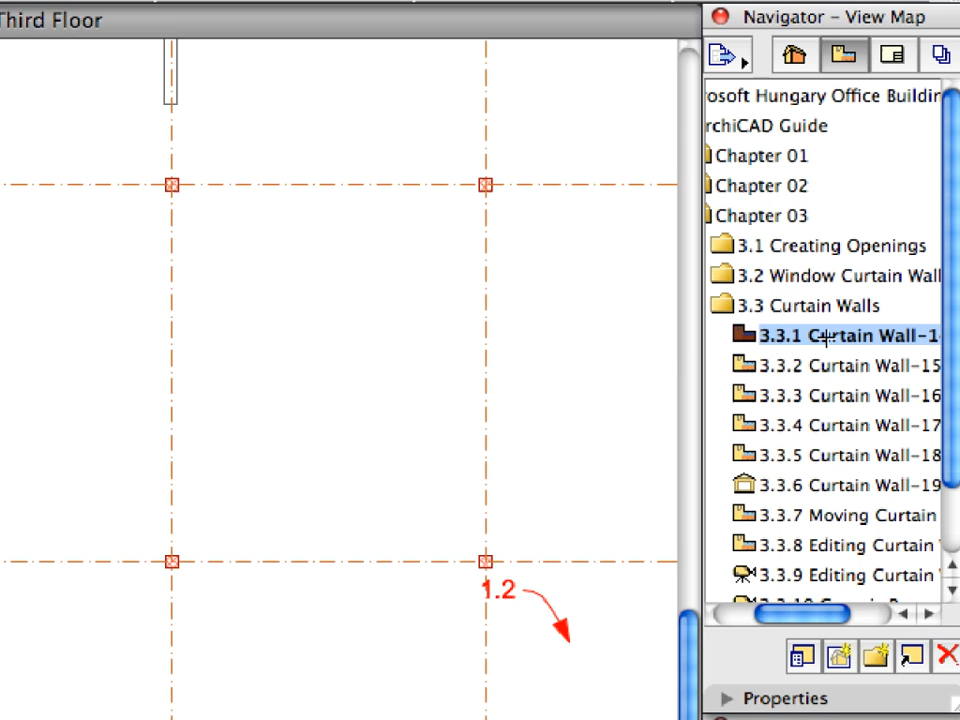 Third Floor
Navigator - View Map
rosoft Hungary Office Buildin
rchiCAD Guide
Chapter 01
Chapter 02
Chapter 03
3.1 Creating Openings
3.2 Window Curtain Wall
3.3 Curtain Walls
3.3.1 Curtain Wall-1
3.3.2 Curtain Wall-15
3.3.3 Curtain Wall-16
3.3.4 Curtain Wall-17
3.3.5 Curtain Wall-18
3.3.6 Curtain Wall-19
3.3.7 Moving Curtain
3.3.8 Editing Curtain
3.3.9 Editing Curtain
1.2
Properties